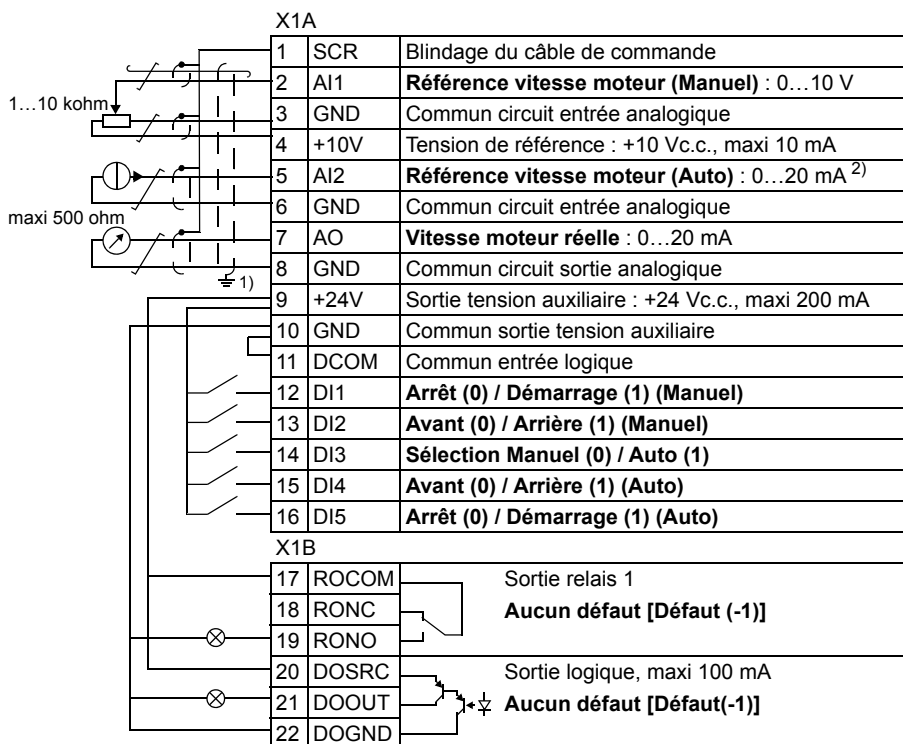 X1A
1 SCR Blindage du câble de commande
2 AI1 Référence vitesse moteur (Manuel) : 0…10 V
1…10 kohm
3 GND Commun circuit entrée analogique
4 +10V Tension de référence : +10 Vc.c., maxi 10 mA
5 AI2 Référence vitesse moteur (Auto) : 0…20 mA 2)
6 GND Commun circuit entrée analogique
maxi 500 ohm
7 AO Vitesse moteur réelle : 0…20 mA
8 GND Commun circuit sortie analogique
1)
9 +24V Sortie tension auxiliaire : +24 Vc.c., maxi 200 mA
10 GND Commun sortie tension auxiliaire
11 DCOM Commun entrée logique
12 DI1 Arrêt (0) / Démarrage (1) (Manuel)
13 DI2 Avant (0) / Arrière (1) (Manuel)
14 DI3 Sélection Manuel (0) / Auto (1)
15 DI4 Avant (0) / Arrière (1) (Auto)
16 DI5 Arrêt (0) / Démarrage (1) (Auto)
X1B
17 ROCOM Sortie relais 1
18 RONC Aucun défaut [Défaut (-1)]
19 RONO
20 DOSRC Sortie logique, maxi 100 mA
21 DOOUT Aucun défaut [Défaut(-1)]
22 DOGND